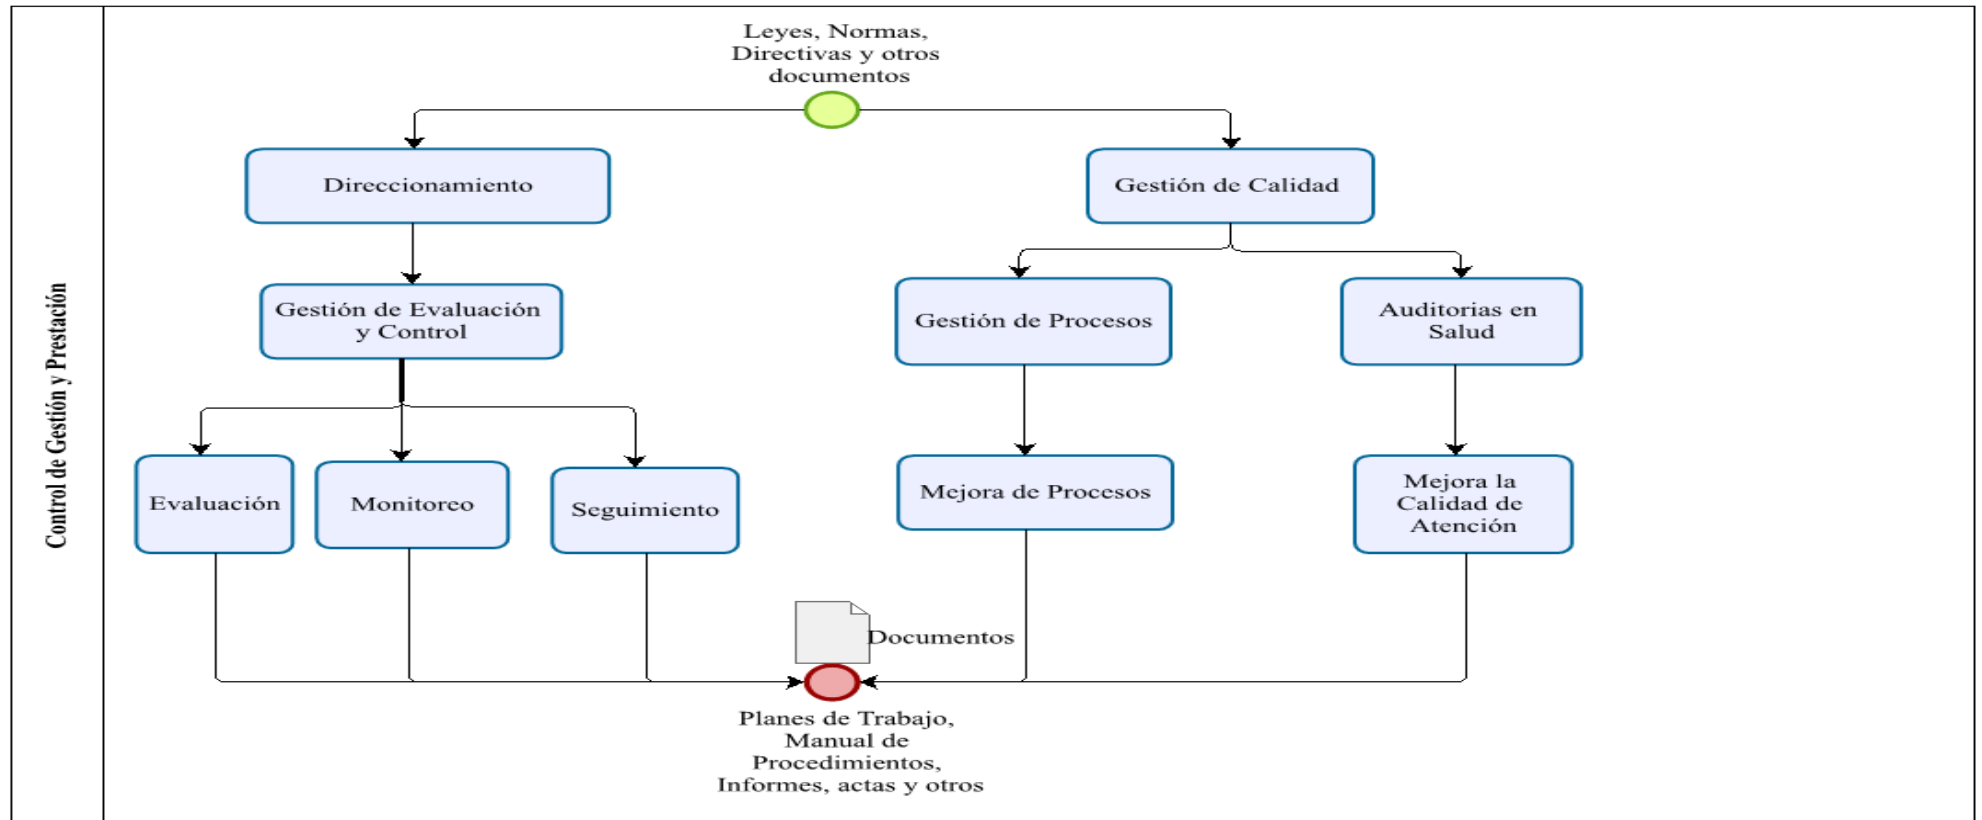 Control de Gestión y Prestación
Leyes, Normas,
Directivas y otros
documentos
Direccionamiento
Gestión de Calidad
Gestión de Evaluación
y Control
Gestión de Procesos
Auditorias en
Salud
Evaluación
Monitoreo
Seguimiento
Mejora de Procesos
Mejora la
Calidad de
Atención
Documentos
Planes de Trabajo,
Manual de
Procedimientos,
Informes, actas y otros